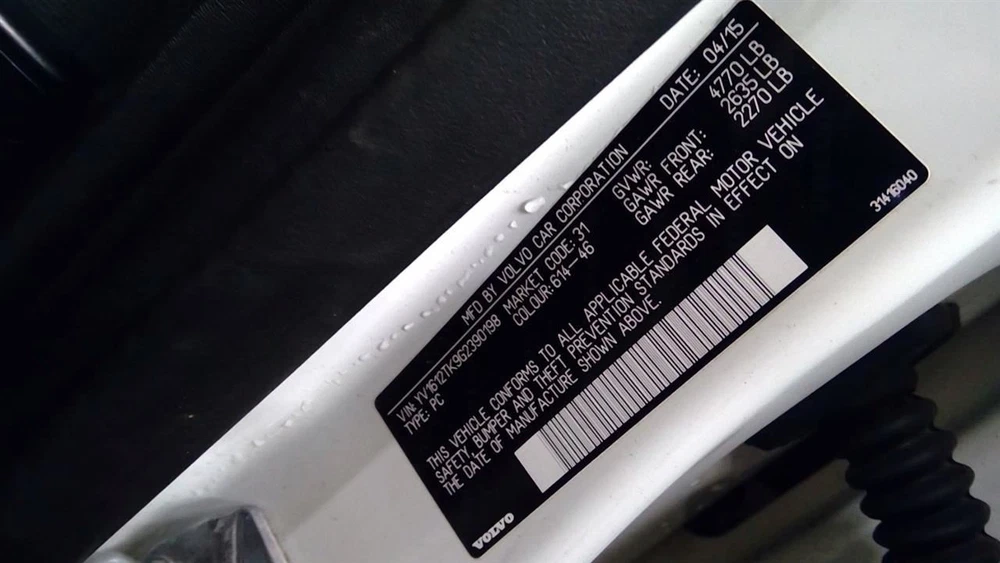 MFD BY VOLVO CAR CORPORATION DATE: 04/15
VIN: YV1612TK962390198 MARKET CODE: 31 GVWR: 4770 LB
TYPE: PC COLOUR: 614-46 GAWR FRONT: 2635 LB
GAWR REAR: 2270 LB
THIS VEHICLE CONFORMS TO ALL APPLICABLE FEDERAL MOTOR VEHICLE
SAFETY, BUMPER AND THEFT PREVENTION STANDARDS IN EFFECT ON
THE DATE OF MANUFACTURE SHOWN ABOVE.
VOLVO
31416040